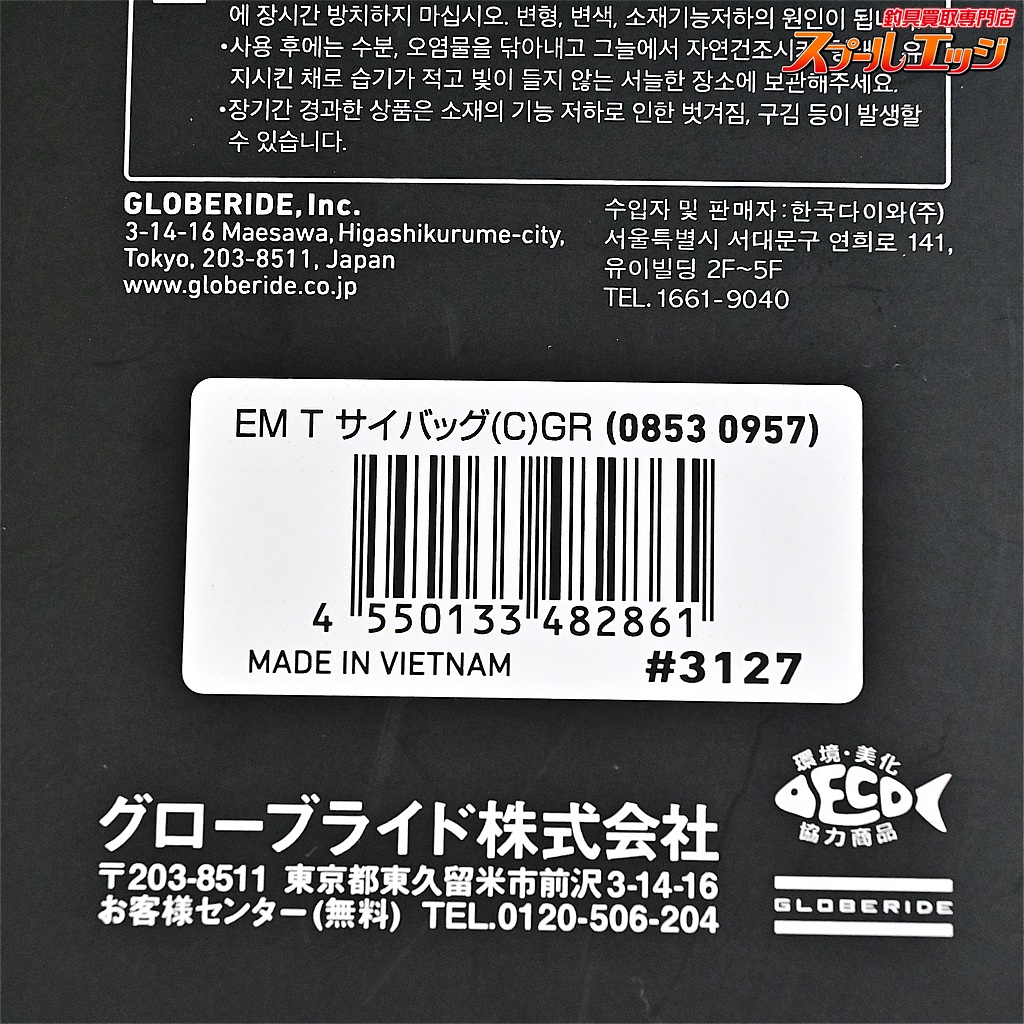 에 장시간 방치하지 마십시오. 변형, 변색, 소재기능저하의 원인이 됩
釣具買取専門店
スプールエッジ
•사용 후에는 수분, 오염물을 닦아내고 그늘에서 자연건조시키
지시킨 채로 습기가 적고 빛이 들지 않는 서늘한 장소에 보관해주세요.
•장기간 경과한 상품은 소재의 기능 저하로 인한 벗겨짐, 구김 등이 발생할
수 있습니다.
GLOBERIDE, Inc.
3-14-16 Maesawa, Higashikurume-city,
Tokyo, 203-8511, Japan
www.globeride.co.jp
수입자 및 판매자:한국다이와(주)
서울특별시 서대문구 연희로 141,
유이빌딩 2F~5F
TEL. 1661-9040
EM T サイバッグ(C)GR (0853 0957)
4 550133 482861
MADE IN VIETNAM #3127
環境・美化
ECO
協力商品
グローブライド株式会社
〒203-8511 東京都東久留米市前沢3-14-16
お客様センター(無料) TEL.0120-506-204
GLOBERIDE